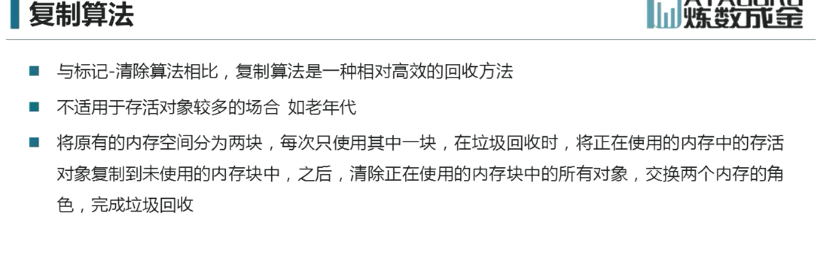 复制算法
炼数成金
与标记-清除算法相比，复制算法是一种相对高效的回收方法
不适用于存活对象较多的场合 如老年代
将原有的内存空间分为两块，每次只使用其中一块，在垃圾回收时，将正在使用的内存中的存活
对象复制到未使用的内存块中，之后，清除正在使用的内存块中的所有对象，交换两个内存的角
色，完成垃圾回收